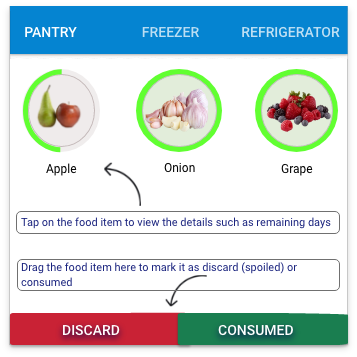 PANTRY FREEZER REFRIGERATOR
Apple Onion Grape
Tap on the food item to view the details such as remaining days
Drag the food item here to mark it as discard (spoiled) or
consumed
DISCARD CONSUMED